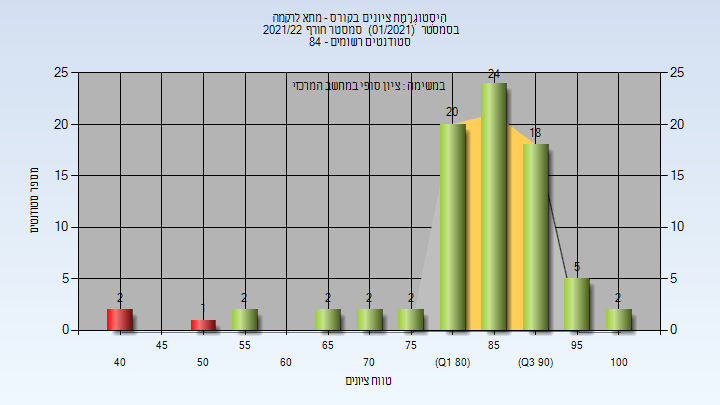 היסטוגרמת ציונים בקורס - מתא לרקמה
בסמסטר (01/2021) סמסטר חורף 2021/22
סטודנטים רשומים - 84
במשימה : ציון סופי במחשב המרכזי
25 25
20 20
15 15
10 10
5 5
0 0
2 1 2 2 2 2 20 24 18 5 2
מספר סטודנטים
45 55 65 75 85 95
40 50 60 70 (Q1 80) (Q3 90) 100
טווח ציונים